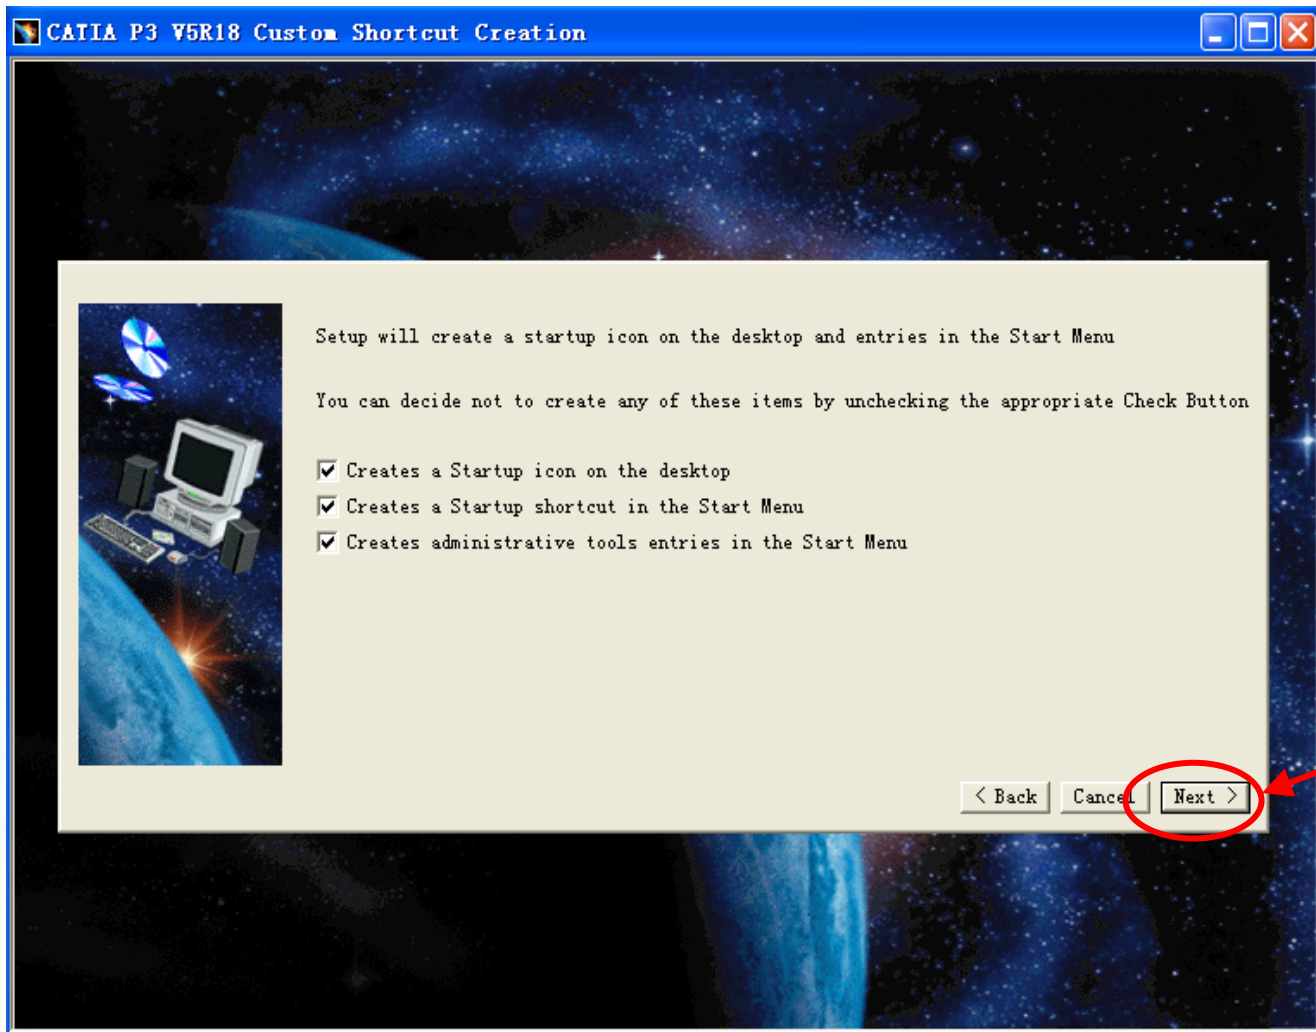 CATIA P3 V5R18 Custom Shortcut Creation
Setup will create a startup icon on the desktop and entries in the Start Menu
You can decide not to create any of these items by unchecking the appropriate Check Button
Creates a Startup icon on the desktop
Creates a Startup shortcut in the Start Menu
Creates administrative tools entries in the Start Menu
< Back Cancel Next >